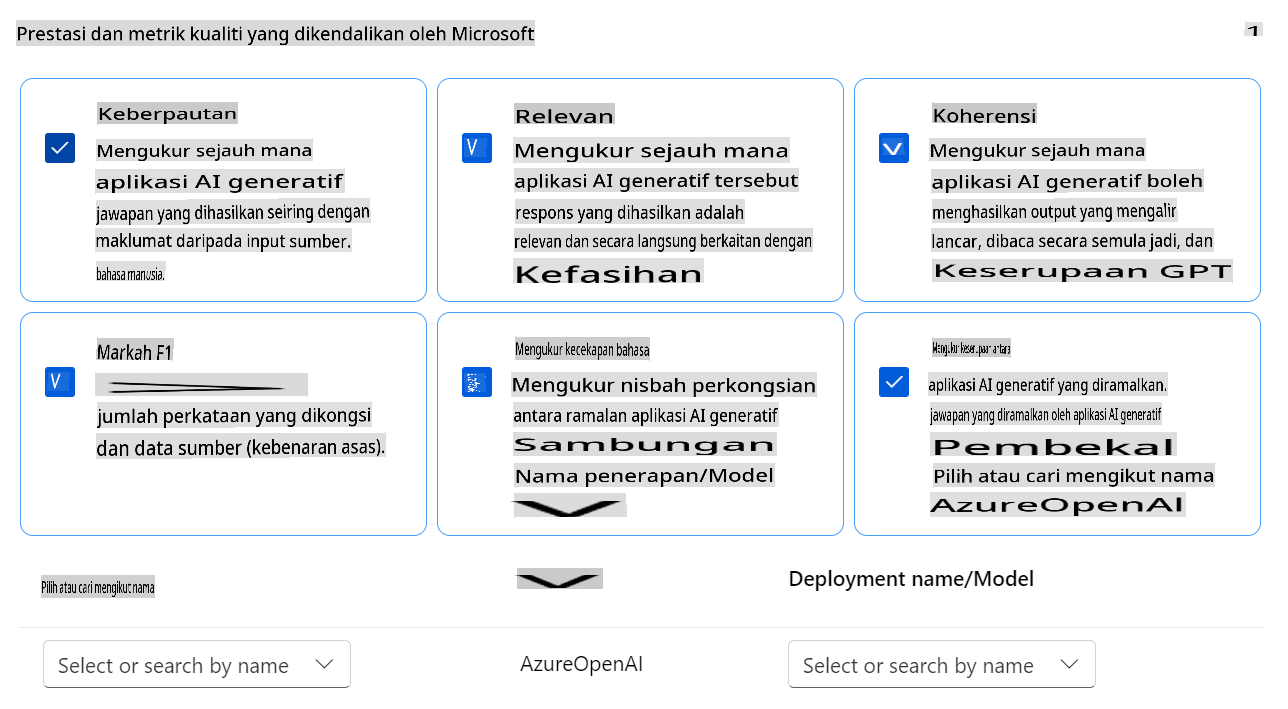 Prestasi dan metrik kualiti yang dikendalikan oleh Microsoft
1
Keberpautan
Mengukur sejauh mana
aplikasi AI generatif
jawapan yang dihasilkan seiring dengan
maklumat daripada input sumber.
bahasa manusia.
Relevan
Mengukur sejauh mana
aplikasi AI generatif tersebut
respons yang dihasilkan adalah
relevan dan secara langsung berkaitan dengan
Kefasihan
Koherensi
Mengukur sejauh mana
aplikasi AI generatif boleh
menghasilkan output yang mengalir
lancar, dibaca secara semula jadi, dan
Keserupaan GPT
Markah F1
jumlah perkataan yang dikongsi
dan data sumber (kebenaran asas).
Mengukur kecekapan bahasa
Mengukur nisbah perkongsian
antara ramalan aplikasi AI generatif
Sambungan
Nama penerapan/Model
Mengukur keserupaan antara
aplikasi AI generatif yang diramalkan.
jawapan yang diramalkan oleh aplikasi AI generatif
Pembekal
Pilih atau cari mengikut nama
AzureOpenAI
Pilih atau cari mengikut nama
Deployment name/Model
Select or search by name
AzureOpenAI
Select or search by name